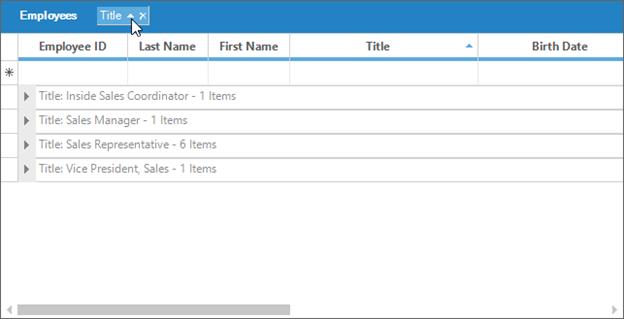 Employees Title
Employee ID Last Name First Name Title Birth Date
Title: Inside Sales Coordinator - 1 Items
Title: Sales Manager - 1 Items
Title: Sales Representative - 6 Items
Title: Vice President, Sales - 1 Items